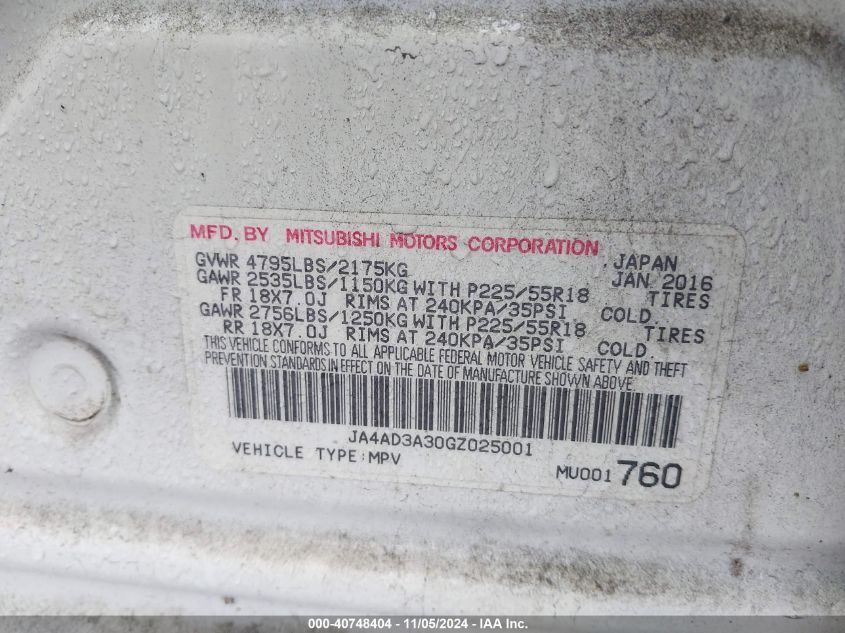 MFD. BY MITSUBISHI MOTORS CORPORATION JAPAN
GVWR 4795LBS/2175KG JAN 2016
GAWR 2535LBS/1150KG WITH P225/55R18 TIRES
FR 18X7.0J RIMS AT 240KPA/35PSI COLD.
GAWR 2756LBS/1250KG WITH P225/55R18 TIRES
RR 18X7.0J RIMS AT 240KPA/35PSI COLD.
THIS VEHICLE CONFORMS TO ALL APPLICABLE FEDERAL MOTOR VEHICLE SAFETY AND THEFT
PREVENTION STANDARDS IN EFFECT ON THE DATE OF MANUFACTURE SHOWN ABOVE
JA4AD3A30GZ025001
VEHICLE TYPE:MPV MU001760
000-40748404 - 11/05/2024 - IAA Inc.